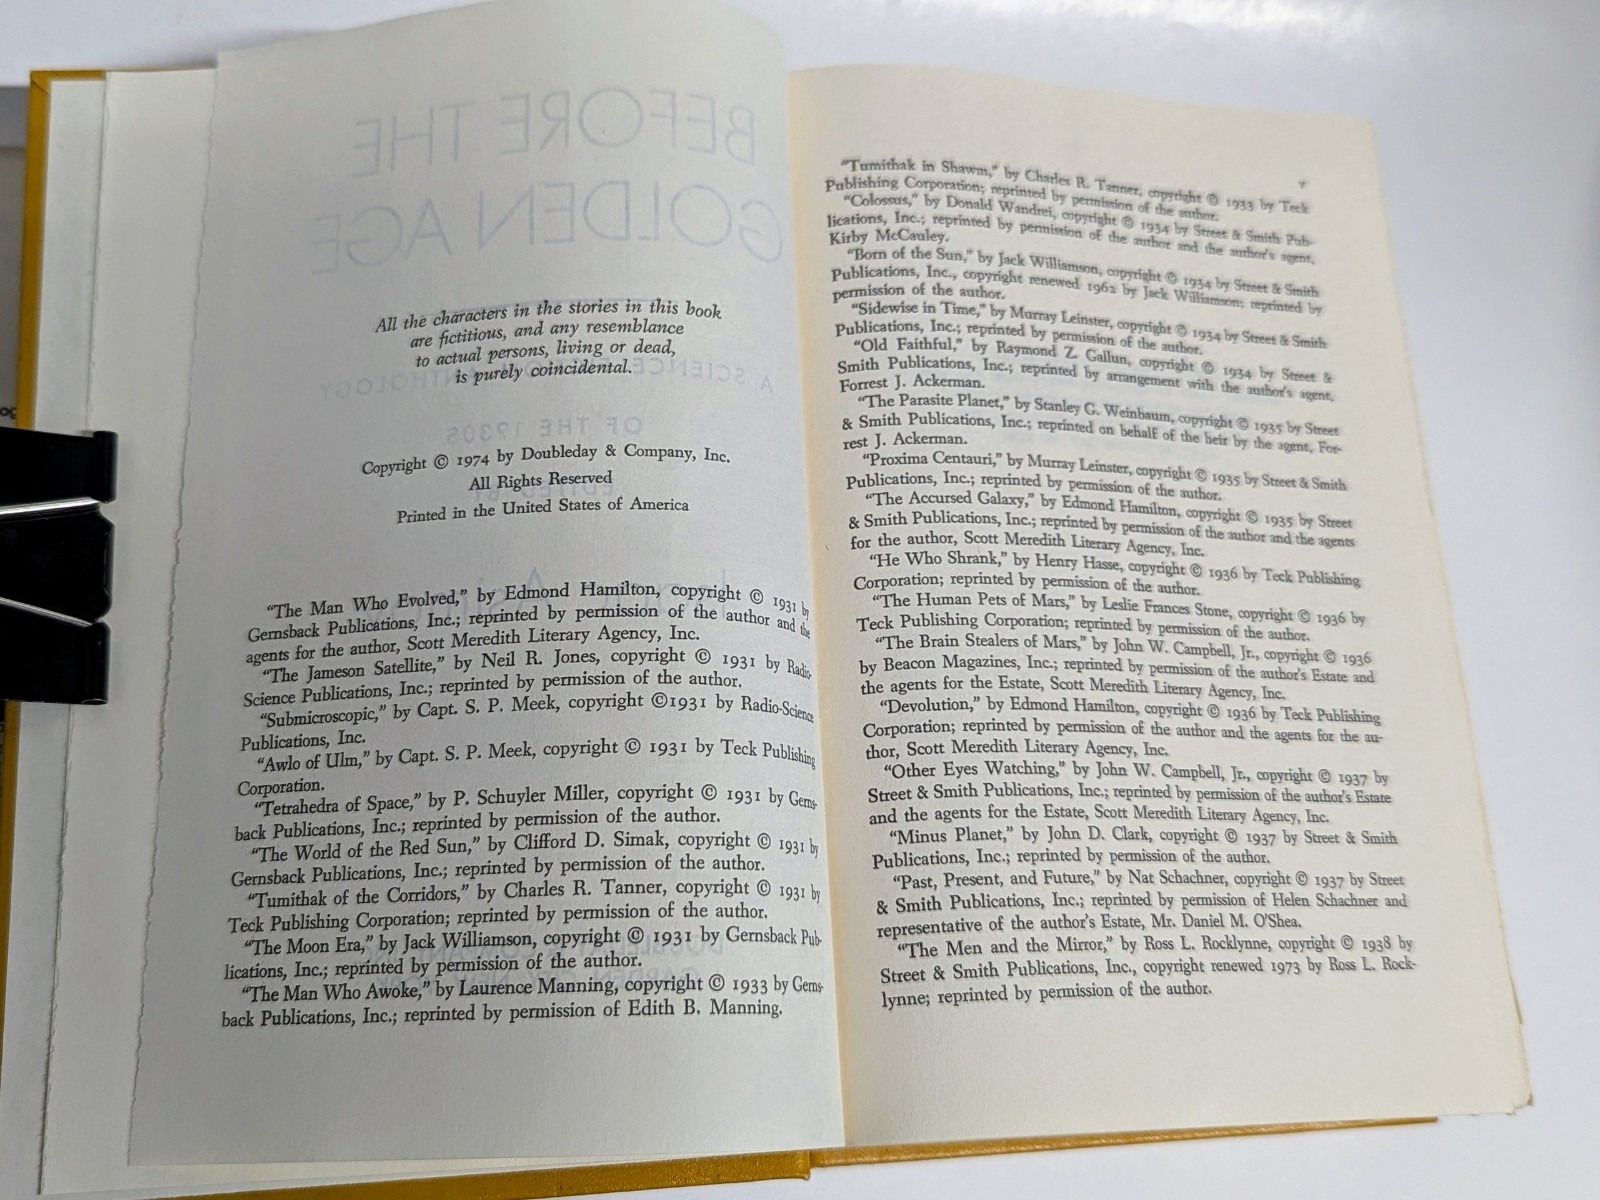 All the characters in the stories in this book
are fictitious, and any resemblance
to actual persons, living or dead,
is purely coincidental.
Copyright © 1974 by Doubleday & Company, Inc.
All Rights Reserved
Printed in the United States of America
“The Man Who Evolved,” by Edmond Hamilton, copyright © 1931 by
Gernsback Publications, Inc.; reprinted by permission of the author and the
agents for the author, Scott Meredith Literary Agency, Inc.
“The Jameson Satellite,” by Neil R. Jones, copyright © 1931 by Radio-
Science Publications, Inc.; reprinted by permission of the author.
“Submicroscopic,” by Capt. S. P. Meek, copyright ©1931 by Radio-Science
Publications, Inc.
“Awlo of Ulm,” by Capt. S. P. Meek, copyright © 1931 by Teck Publishing
Corporation.
“Tetrahedra of Space,” by P. Schuyler Miller, copyright © 1931 by Gerns-
back Publications, Inc.; reprinted by permission of the author.
“The World of the Red Sun,” by Clifford D. Simak, copyright © 1931 by
Gernsback Publications, Inc.; reprinted by permission of the author.
“Tumithak of the Corridors,” by Charles R. Tanner, copyright © 1931 by
Teck Publishing Corporation; reprinted by permission of the author.
“The Moon Era,” by Jack Williamson, copyright © 1931 by Gernsback Pub-
lications, Inc.; reprinted by permission of the author.
“The Man Who Awoke,” by Laurence Manning, copyright © 1933 by Gerns-
back Publications, Inc.; reprinted by permission of Edith B. Manning.
“Tumithak in Shawm,” by Charles R. Tanner, copyright © 1933 by Teck
Publishing Corporation; reprinted by permission of the author.
“Colossus,” by Donald Wandrei, copyright © 1934 by Street & Smith Pub-
lications, Inc.; reprinted by permission of the author and the author's agent,
Kirby McCauley.
“Born of the Sun,” by Jack Williamson, copyright © 1934 by Street & Smith
Publications, Inc., copyright renewed 1962 by Jack Williamson; reprinted by
permission of the author.
“Sidewise in Time,” by Murray Leinster, copyright © 1934 by Street & Smith
Publications, Inc.; reprinted by permission of the author.
“Old Faithful,” by Raymond Z. Gallun, copyright © 1934 by Street &
Smith Publications, Inc.; reprinted by arrangement with the author's agent,
Forrest J. Ackerman.
“The Parasite Planet,” by Stanley G. Weinbaum, copyright © 1935 by Street
& Smith Publications, Inc.; reprinted on behalf of the heir by the agent, For-
rest J. Ackerman.
“Proxima Centauri,” by Murray Leinster, copyright © 1935 by Street & Smith
Publications, Inc.; reprinted by permission of the author.
“The Accursed Galaxy,” by Edmond Hamilton, copyright © 1935 by Street
& Smith Publications, Inc.; reprinted by permission of the author and the agents
for the author, Scott Meredith Literary Agency, Inc.
“He Who Shrank,” by Henry Hasse, copyright © 1936 by Teck Publishing
Corporation; reprinted by permission of the author.
“The Human Pets of Mars,” by Leslie Frances Stone, copyright © 1936 by
Teck Publishing Corporation; reprinted by permission of the author.
“The Brain Stealers of Mars,” by John W. Campbell, Jr., copyright © 1936
by Beacon Magazines, Inc.; reprinted by permission of the author's Estate and
the agents for the Estate, Scott Meredith Literary Agency, Inc.
“Devolution,” by Edmond Hamilton, copyright © 1936 by Teck Publishing
Corporation; reprinted by permission of the author and the agents for the au-
thor, Scott Meredith Literary Agency, Inc.
“Other Eyes Watching,” by John W. Campbell, Jr., copyright © 1937 by
Street & Smith Publications, Inc.; reprinted by permission of the author's Estate
and the agents for the Estate, Scott Meredith Literary Agency, Inc.
“Minus Planet,” by John D. Clark, copyright © 1937 by Street & Smith
Publications, Inc.; reprinted by permission of the author.
“Past, Present, and Future,” by Nat Schachner, copyright © 1937 by Street
& Smith Publications, Inc.; reprinted by permission of Helen Schachner and
representative of the author's Estate, Mr. Daniel M. O'Shea.
“The Men and the Mirror,” by Ross L. Rocklynne, copyright © 1938 by
Street & Smith Publications, Inc., copyright renewed 1973 by Ross L. Rock-
lynne; reprinted by permission of the author.